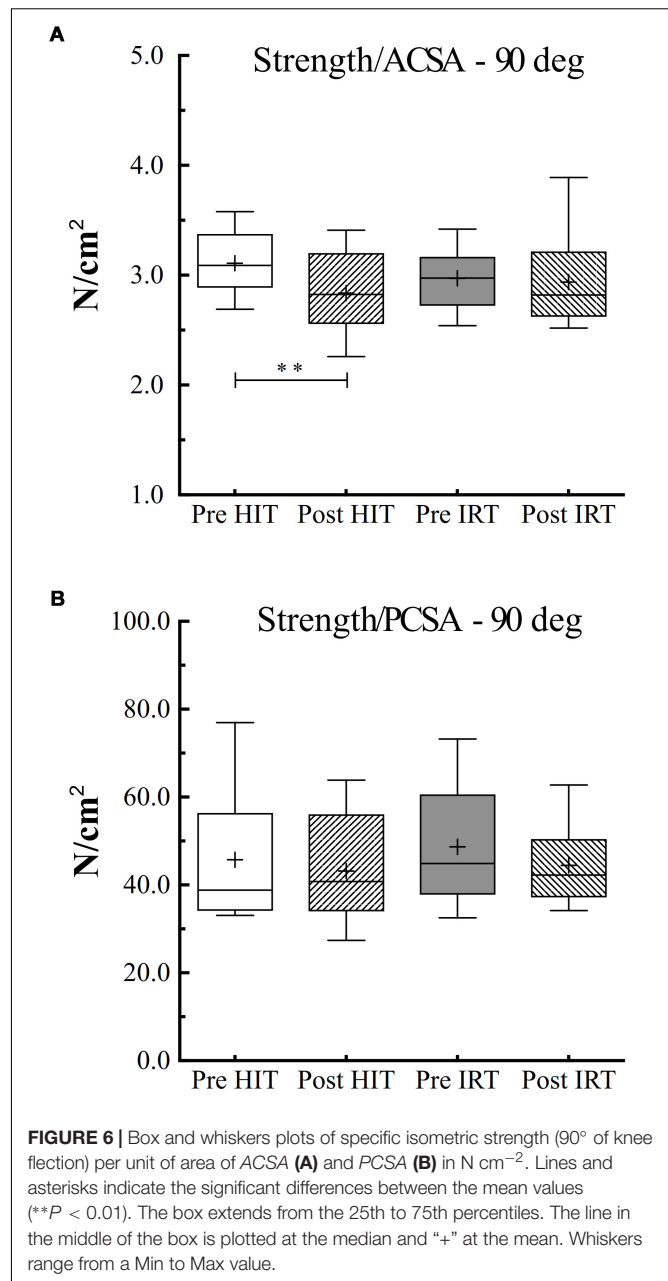 A
Strength/ACSA - 90 deg
5.0
4.0
3.0
2.0
1.0
N/cm²
**
Pre HIT Post HIT Pre IRT Post IRT
B
Strength/PCSA - 90 deg
100.0
80.0
60.0
40.0
20.0
0.0
N/cm²
Pre HIT Post HIT Pre IRT Post IRT
FIGURE 6 | Box and whiskers plots of specific isometric strength (90° of knee
flection) per unit of area of ACSA (A) and PCSA (B) in N cm⁻². Lines and
asterisks indicate the significant differences between the mean values
(**P < 0.01). The box extends from the 25th to 75th percentiles. The line in
the middle of the box is plotted at the median and “+” at the mean. Whiskers
range from a Min to Max value.